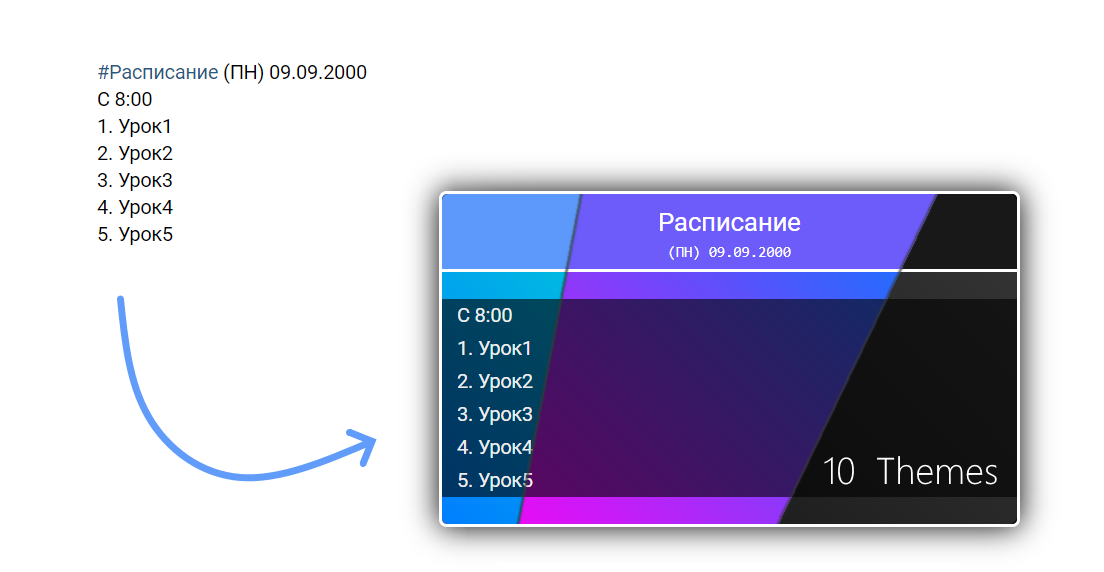 #Расписание (ПН) 09.09.2000
С 8:00
1. Урок1
2. Урок2
3. Урок3
4. Урок4
5. Урок5
Расписание
(ПН) 09.09.2000
С 8:00
1. Урок1
2. Урок2
3. Урок3
4. Урок4
5. Урок5
10 Themes